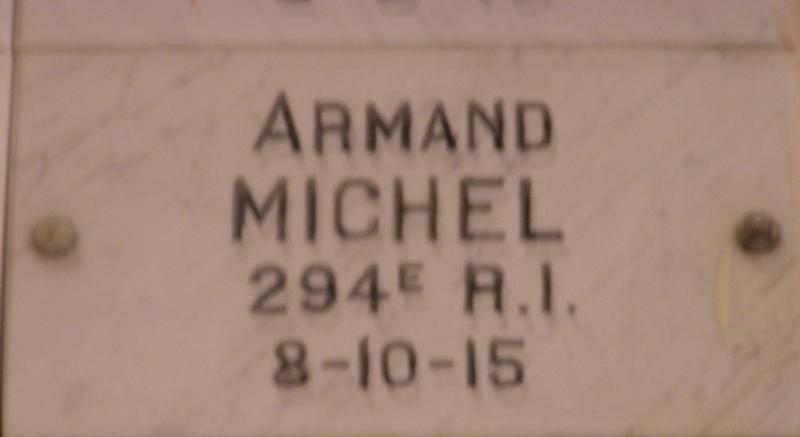 ARMAND
MICHEL
294E R.I.
8-10-15